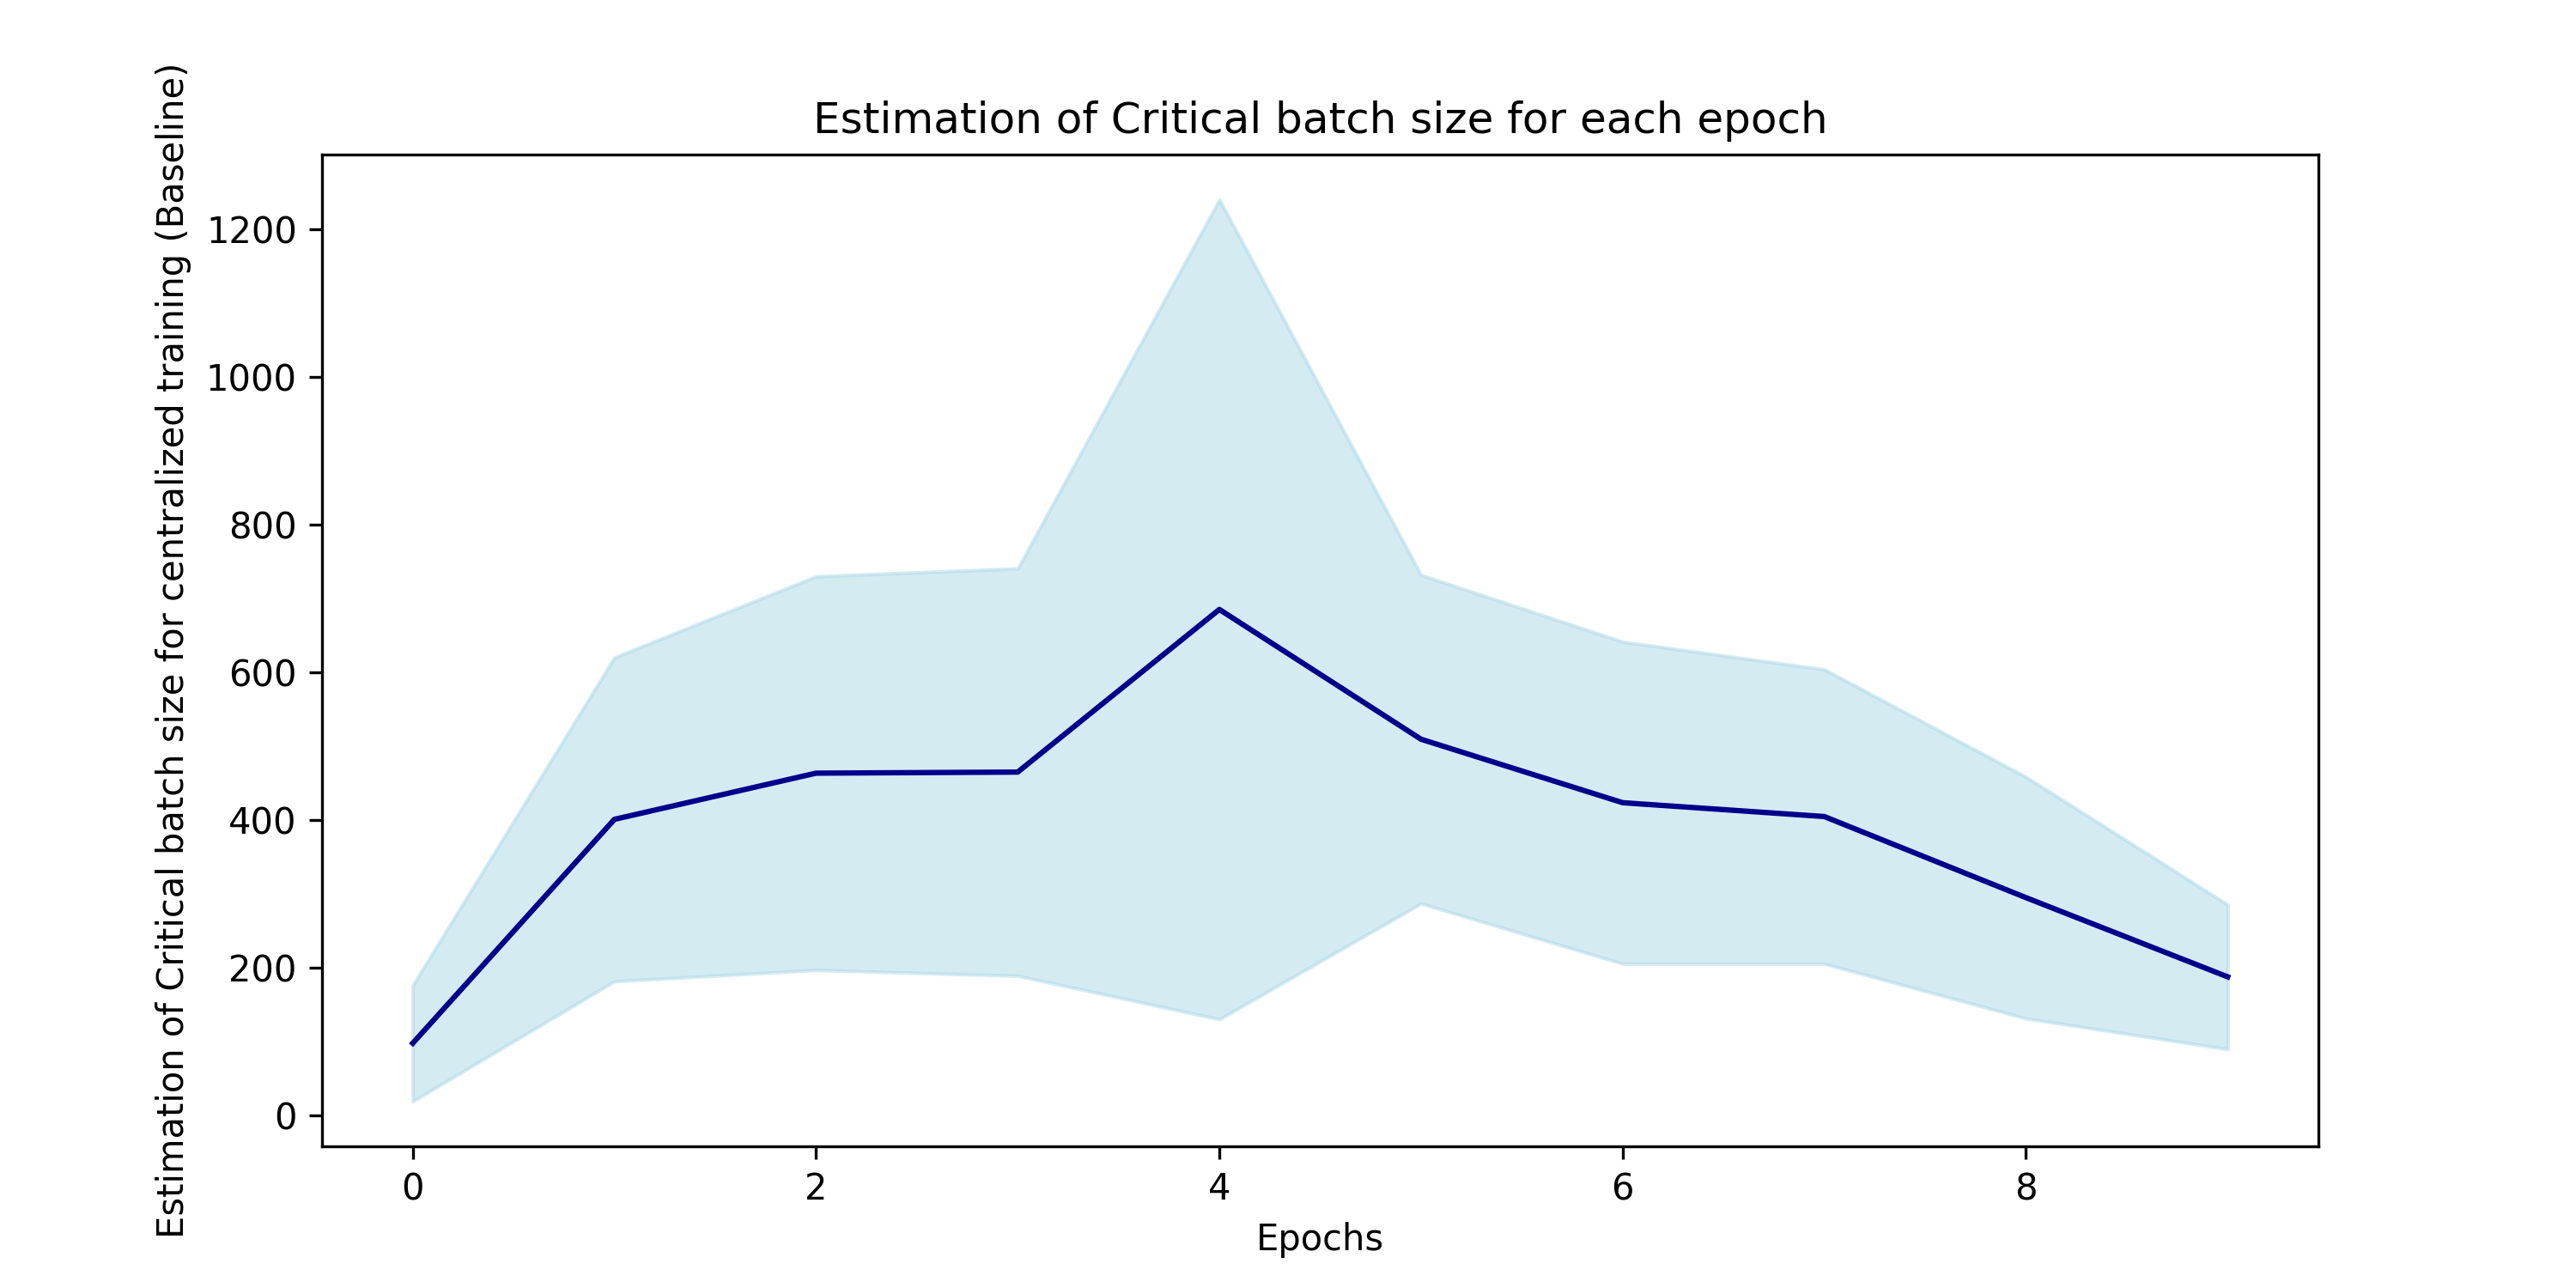 Estimation of Critical batch size for each epoch
Estimation of Critical batch size for centralized training (Baseline)
1200
1000
800
600
400
200
0
0 2 4 6 8
Epochs